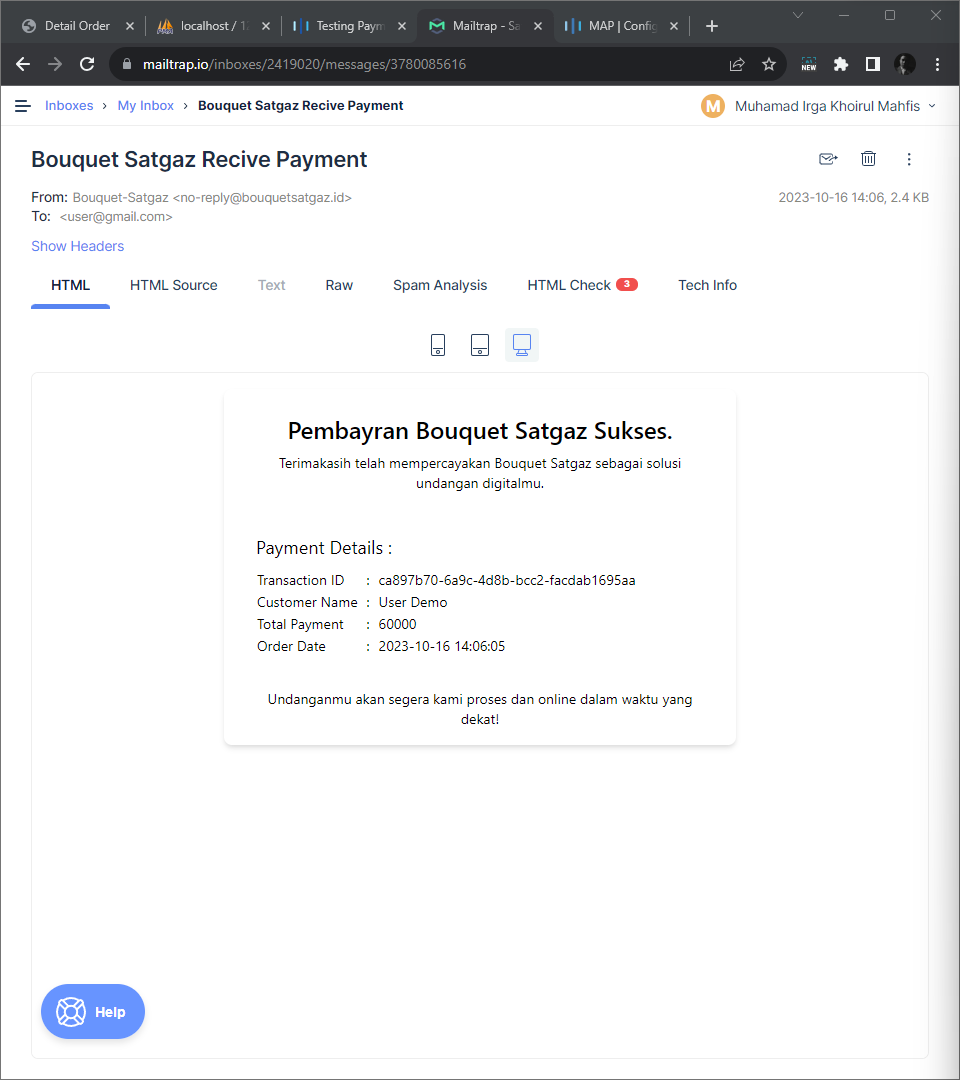 Detail Order
localhost / 12
Testing Paym
Mailtrap - Sa
MAP | Config
mailtrap.io/inboxes/2419020/messages/3780085616
NEW
Inboxes › My Inbox › Bouquet Satgaz Recive Payment
M Muhamad Irga Khoirul Mahfis
Bouquet Satgaz Recive Payment
From: Bouquet-Satgaz <no-reply@bouquetsatgaz.id>
2023-10-16 14:06, 2.4 KB
To: <user@gmail.com>
Show Headers
HTML HTML Source Text Raw Spam Analysis HTML Check 3 Tech Info
Pembayran Bouquet Satgaz Sukses.
Terimakasih telah mempercayakan Bouquet Satgaz sebagai solusi
undangan digitalmu.
Payment Details :
Transaction ID : ca897b70-6a9c-4d8b-bcc2-facdab1695aa
Customer Name : User Demo
Total Payment : 60000
Order Date : 2023-10-16 14:06:05
Undanganmu akan segera kami proses dan online dalam waktu yang
dekat!
Help